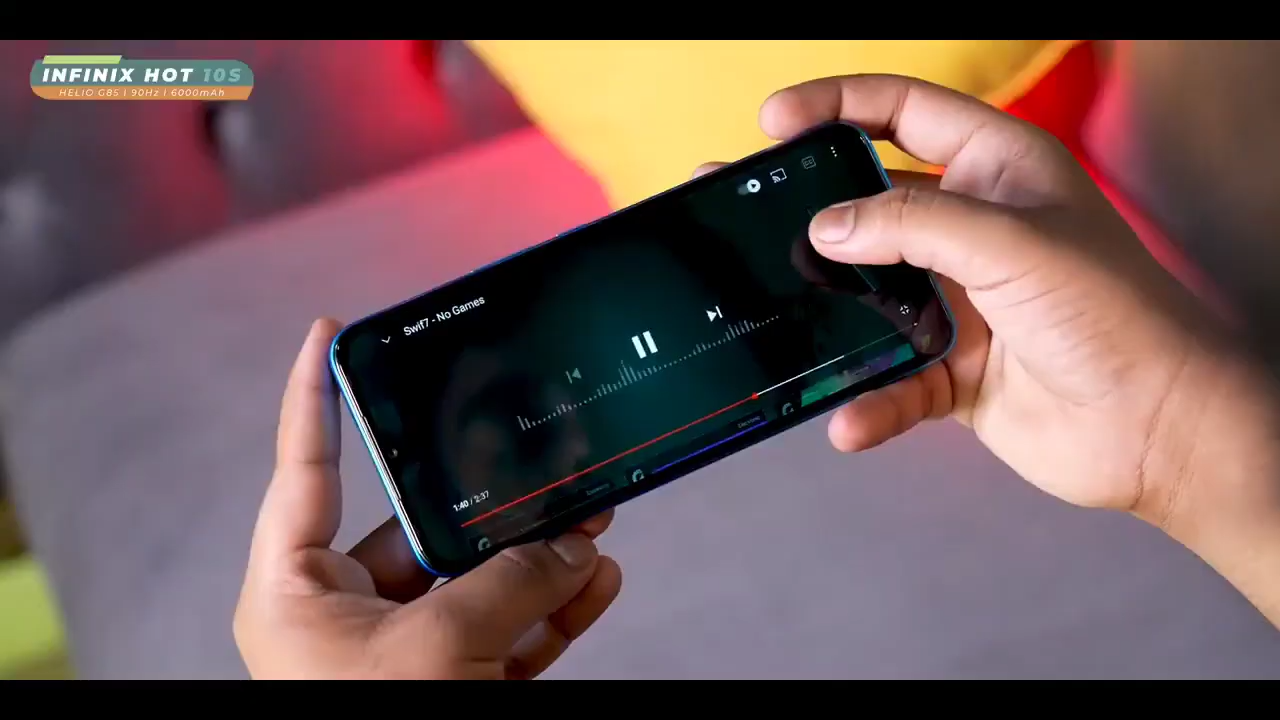 INFINIX HOT 10S
HELIO G85 | 90Hz | 6000mAh
Swif7 - No Games
1:40 / 2:37